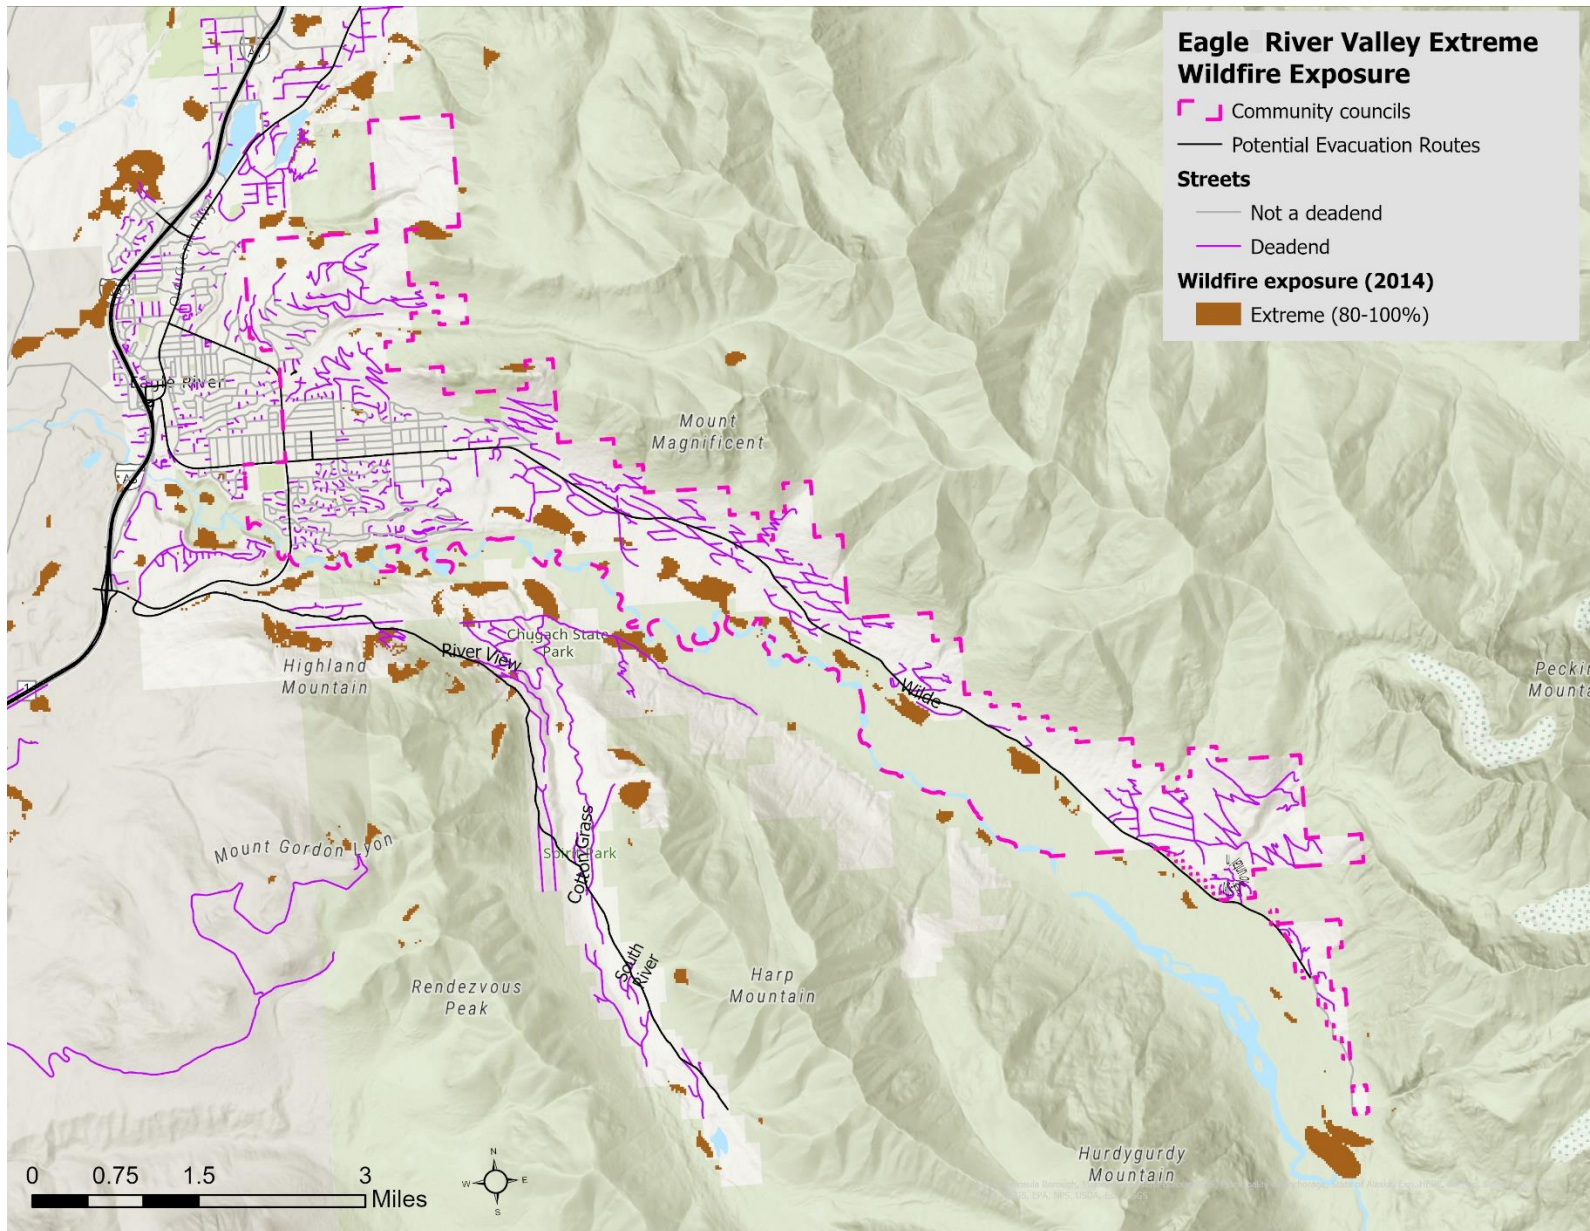 Eagle River Valley Extreme
Wildfire Exposure
Community councils
Potential Evacuation Routes
Streets
Not a deadend
Deadend
Wildfire exposure (2014)
Extreme (80-100%)
Eagle River
Mount
Magnificent
Chugach State
Park
River View
Highland
Mountain
Wilde
Mount Gordon Lyon
Cotton Grass
Park
South
River
Rendezvous
Peak
Harp
Mountain
Hurdygurdy
Mountain
1
0 0.75 1.5 3
Miles
N
W E
S